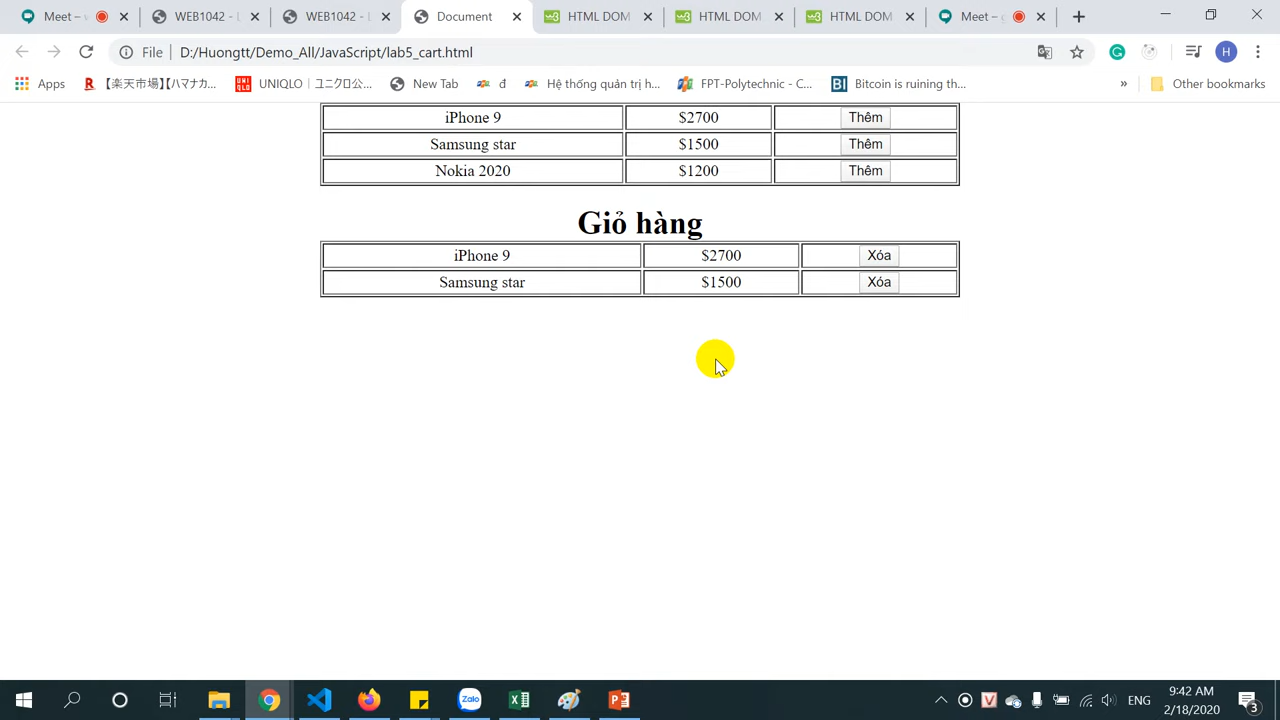 Meet –
WEB1042 - L
WEB1042 - L
Document
HTML DOM
HTML DOM
HTML DOM
Meet –
File
D:/Huongtt/Demo_All/JavaScript/lab5_cart.html
H
Apps
R 【楽天市場】【ハマナカ...
UNIQLO | ユニクロ公...
New Tab
đ
Hệ thống quản trị h...
FPT-Polytechnic - C...
BI Bitcoin is ruining th...
» Other bookmarks
iPhone 9 $2700 Thêm
Samsung star $1500 Thêm
Nokia 2020 $1200 Thêm
Giỏ hàng
iPhone 9 $2700 Xóa
Samsung star $1500 Xóa
Zalo
V
ENG
9:42 AM
2/18/2020
3